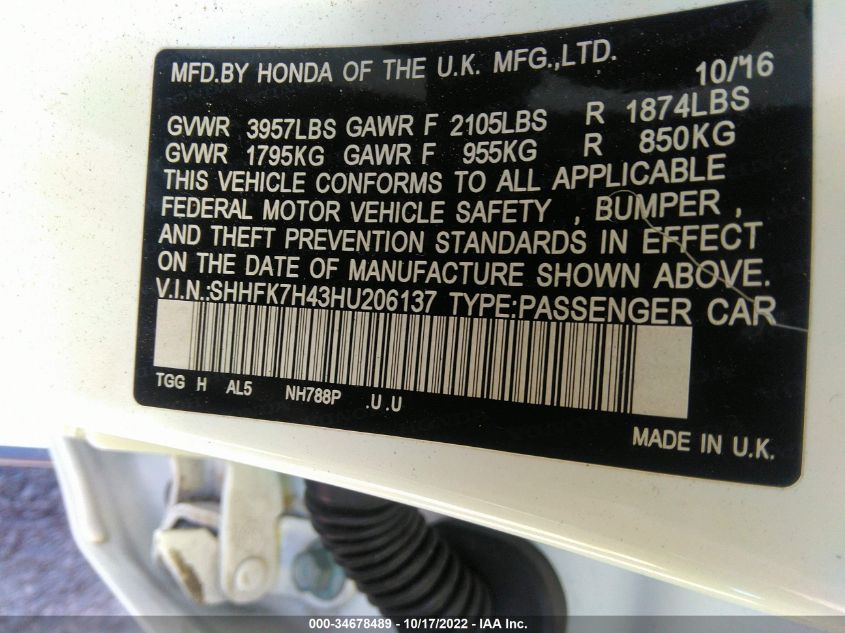 MFD.BY HONDA OF THE U.K. MFG.,LTD. 10/16
GVWR 3957LBS GAWR F 2105LBS R 1874LBS
GVWR 1795KG GAWR F 955KG R 850KG
THIS VEHICLE CONFORMS TO ALL APPLICABLE
FEDERAL MOTOR VEHICLE SAFETY , BUMPER ,
AND THEFT PREVENTION STANDARDS IN EFFECT
ON THE DATE OF MANUFACTURE SHOWN ABOVE.
V.I.N.:SHHFK7H43HU206137 TYPE:PASSENGER CAR
TGG H AL5 NH788P .U .U
MADE IN U.K.
000-34678489 - 10/17/2022 - IAA Inc.